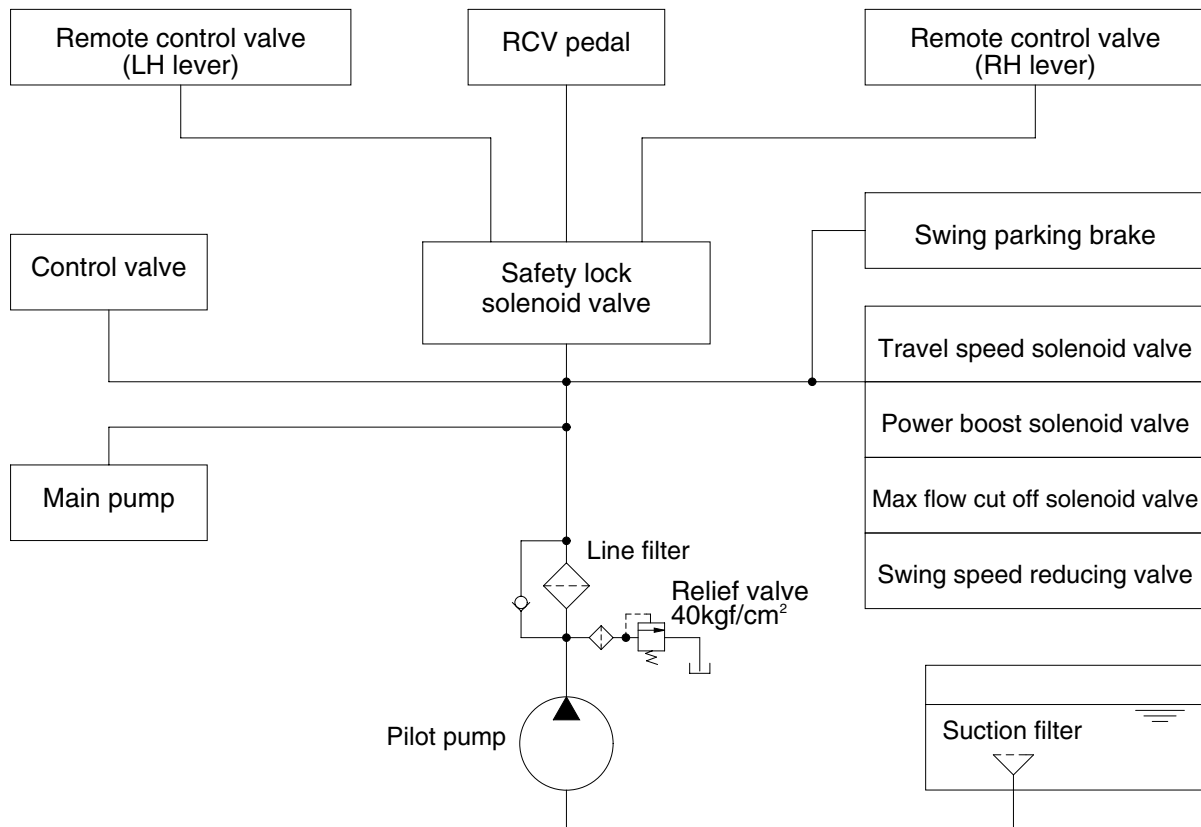 Remote control valve
(LH lever)
RCV pedal
Remote control valve
(RH lever)
Swing parking brake
Control valve
Safety lock
solenoid valve
Travel speed solenoid valve
Power boost solenoid valve
Main pump
Max flow cut off solenoid valve
Line filter
Swing speed reducing valve
Relief valve
40kgf/cm²
Pilot pump
Suction filter